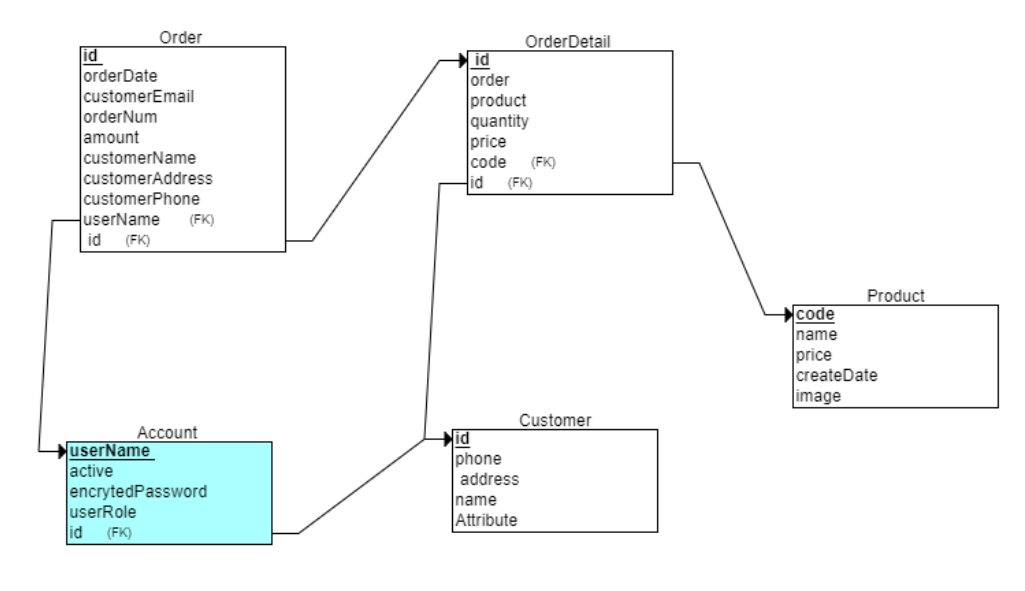 Order
id
orderDate
customerEmail
orderNum
amount
customerName
customerAddress
customerPhone
userName (FK)
id (FK)
OrderDetail
id
order
product
quantity
price
code (FK)
id (FK)
Product
code
name
price
createDate
image
Account
userName
active
encrytedPassword
userRole
id (FK)
Customer
id
phone
address
name
Attribute